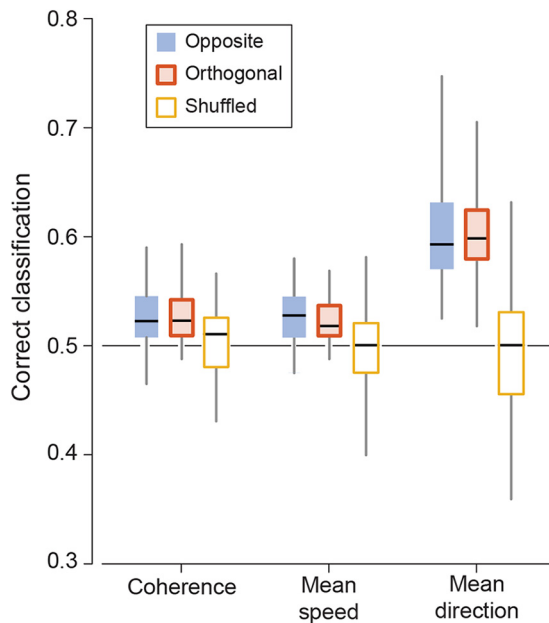 0.8
0.7
0.6
0.5
0.4
0.3
Correct classification
Opposite
Orthogonal
Shuffled
Coherence
Mean
speed
Mean
direction